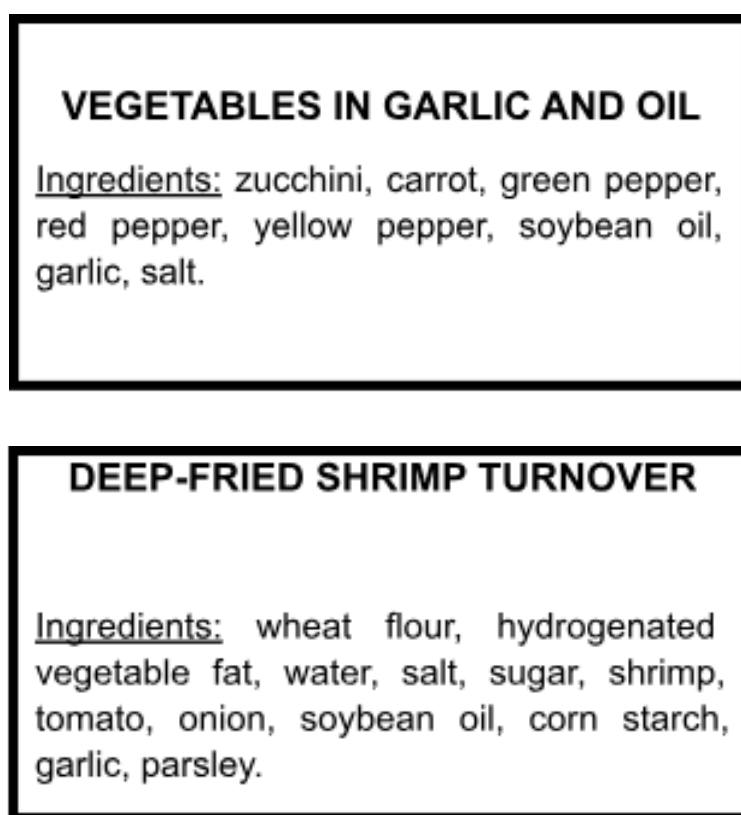 VEGETABLES IN GARLIC AND OIL
Ingredients: zucchini, carrot, green pepper,
red pepper, yellow pepper, soybean oil,
garlic, salt.
DEEP-FRIED SHRIMP TURNOVER
Ingredients: wheat flour, hydrogenated
vegetable fat, water, salt, sugar, shrimp,
tomato, onion, soybean oil, corn starch,
garlic, parsley.